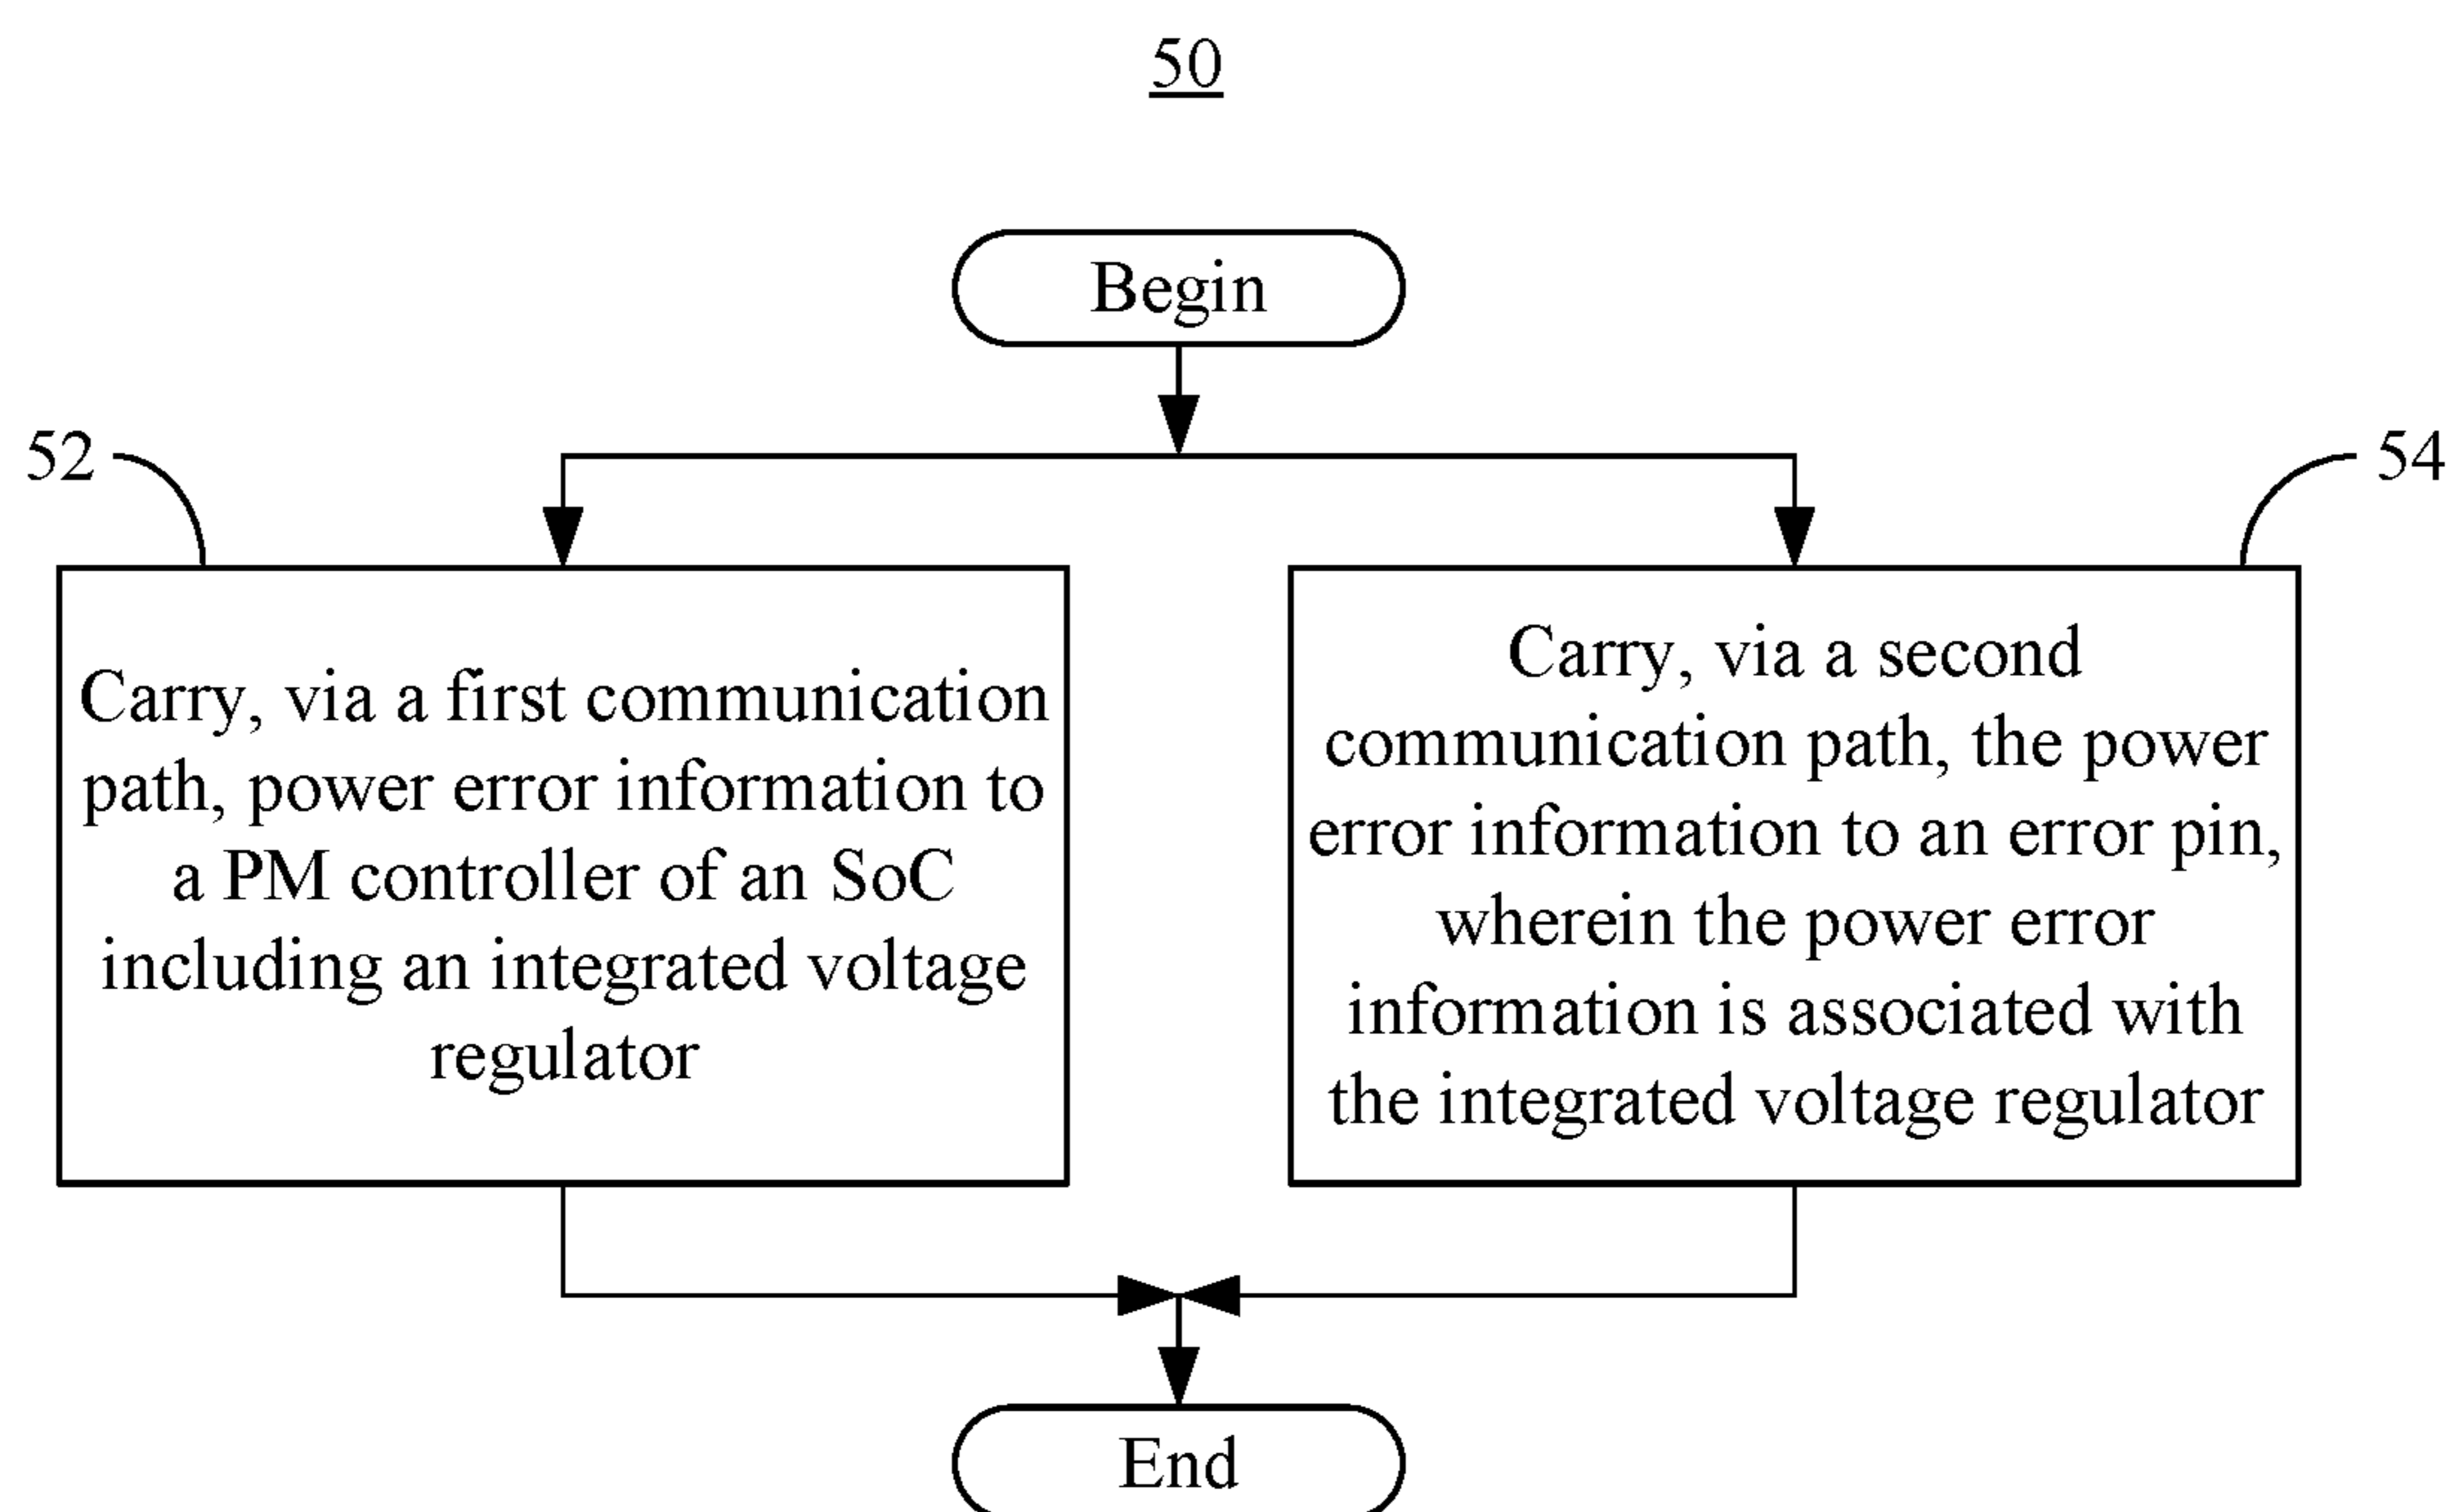 50
Begin
52
54
Carry, via a first communication
path, power error information to
a PM controller of an SoC
including an integrated voltage
regulator
Carry, via a second
communication path, the power
error information to an error pin,
wherein the power error
information is associated with
the integrated voltage regulator
End